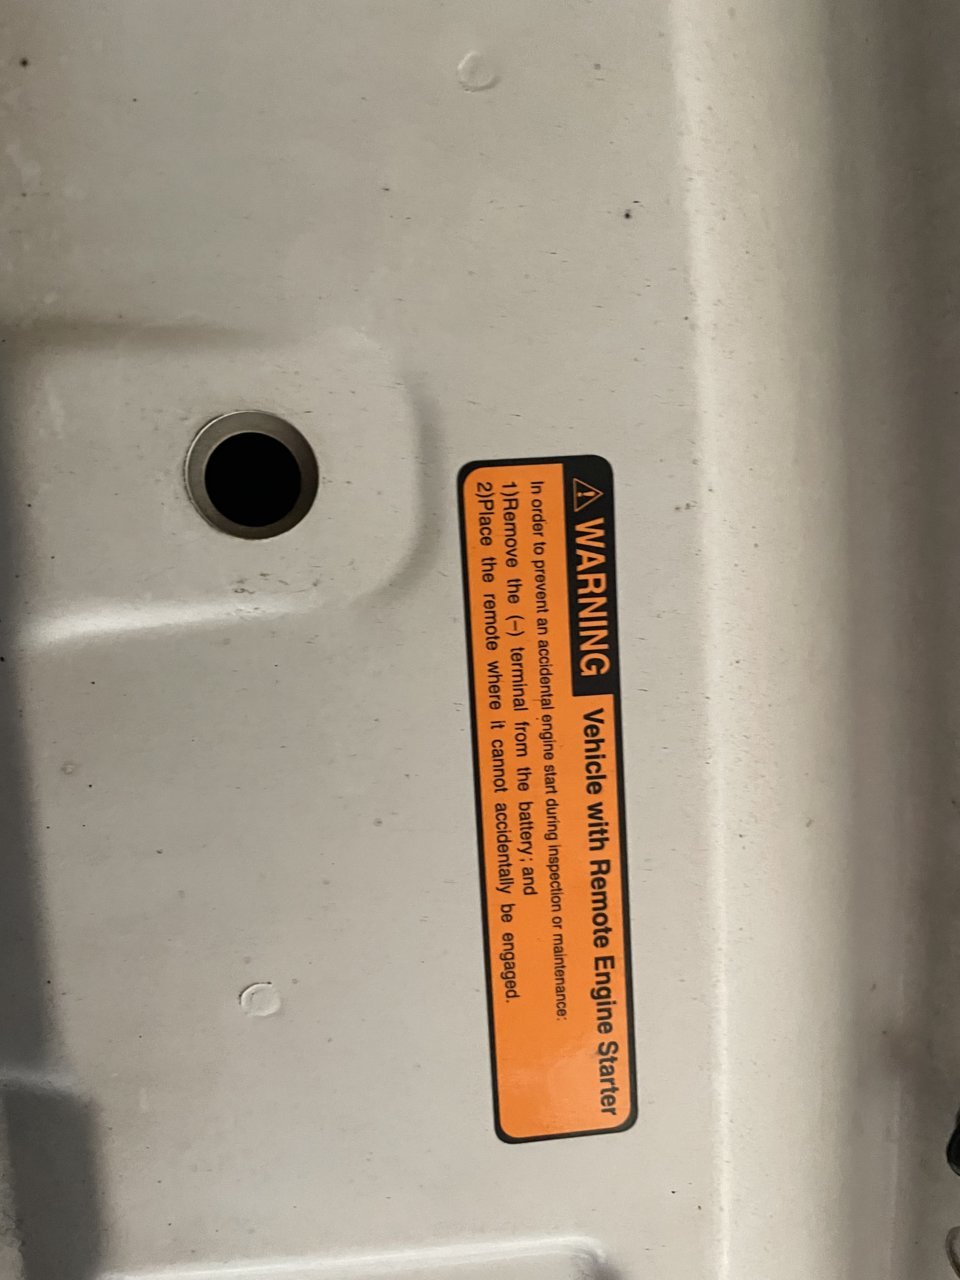 WARNING Vehicle with Remote Engine Starter
In order to prevent an accidental engine start during inspection or maintenance:
1)Remove the (−) terminal from the battery; and
2)Place the remote where it cannot accidentally be engaged.